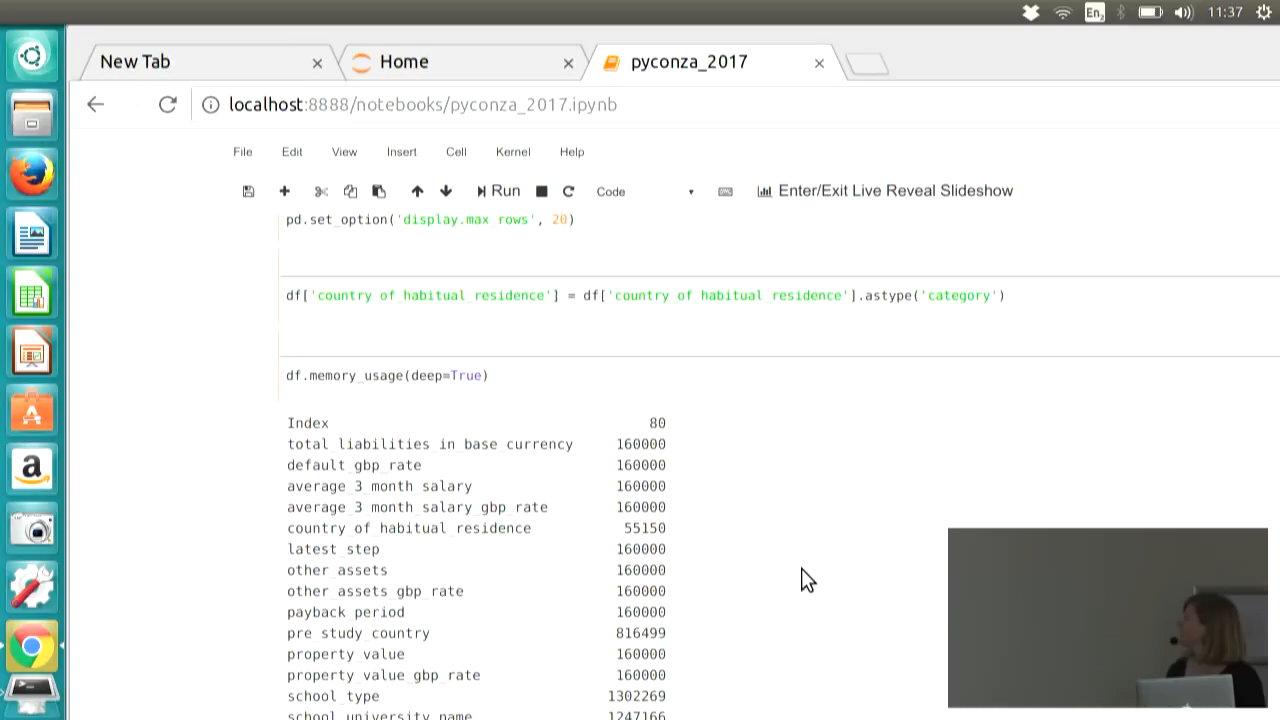 En2 11:37
New Tab × Home × pyconza_2017 ×
localhost:8888/notebooks/pyconza_2017.ipynb
File Edit View Insert Cell Kernel Help
Run Code Enter/Exit Live Reveal Slideshow
pd.set_option('display.max_rows', 20)
df['country_of_habitual_residence'] = df['country_of_habitual_residence'].astype('category')
df.memory_usage(deep=True)
Index 80
total_liabilities_in_base_currency 160000
default_gbp_rate 160000
average_3_month_salary 160000
average_3_month_salary_gbp_rate 160000
country_of_habitual_residence 55150
latest_step 160000
other_assets 160000
other_assets_gbp_rate 160000
payback_period 160000
pre_study_country 816499
property_value 160000
property_value_gbp_rate 160000
school_type 1302269
school_university_name 1247166